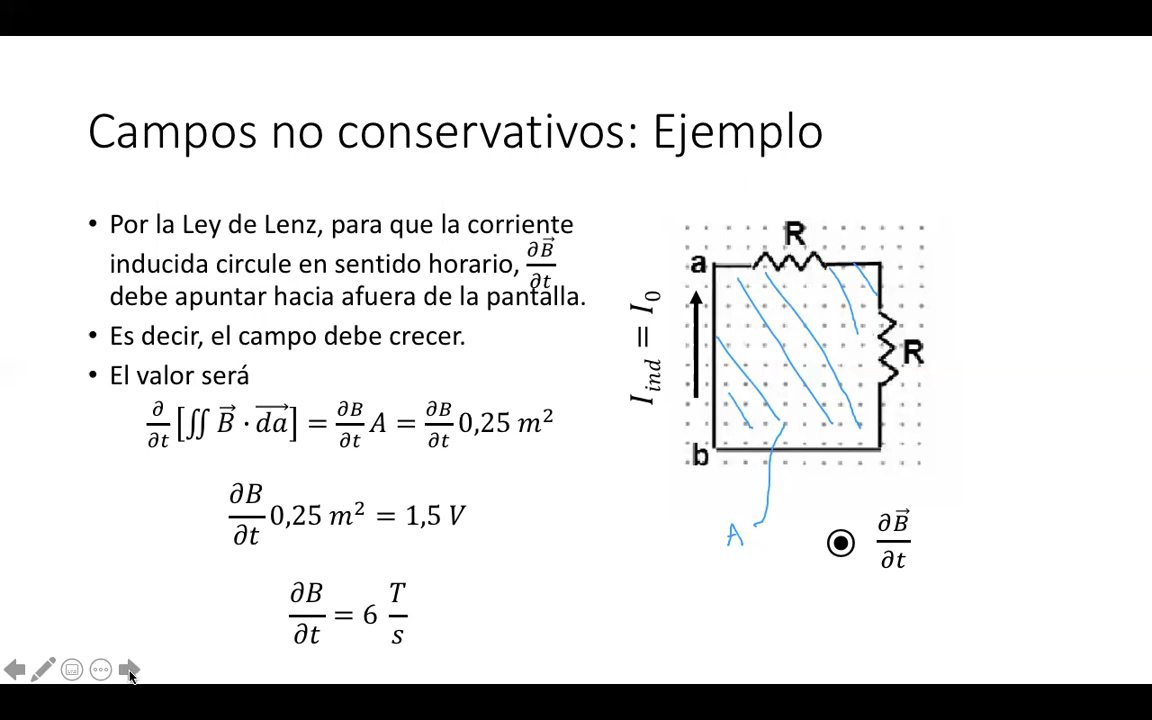 Campos no conservativos: Ejemplo
• Por la Ley de Lenz, para que la corriente
inducida circule en sentido horario, ∂B⃗/∂t
debe apuntar hacia afuera de la pantalla.
• Es decir, el campo debe crecer.
• El valor será
∂/∂t [∬ B⃗ · da⃗] = ∂B/∂t A = ∂B/∂t 0,25 m²
∂B/∂t 0,25 m² = 1,5 V
∂B/∂t = 6 T/s
R
a
I_ind = I_0
R
b
A
∂B⃗/∂t